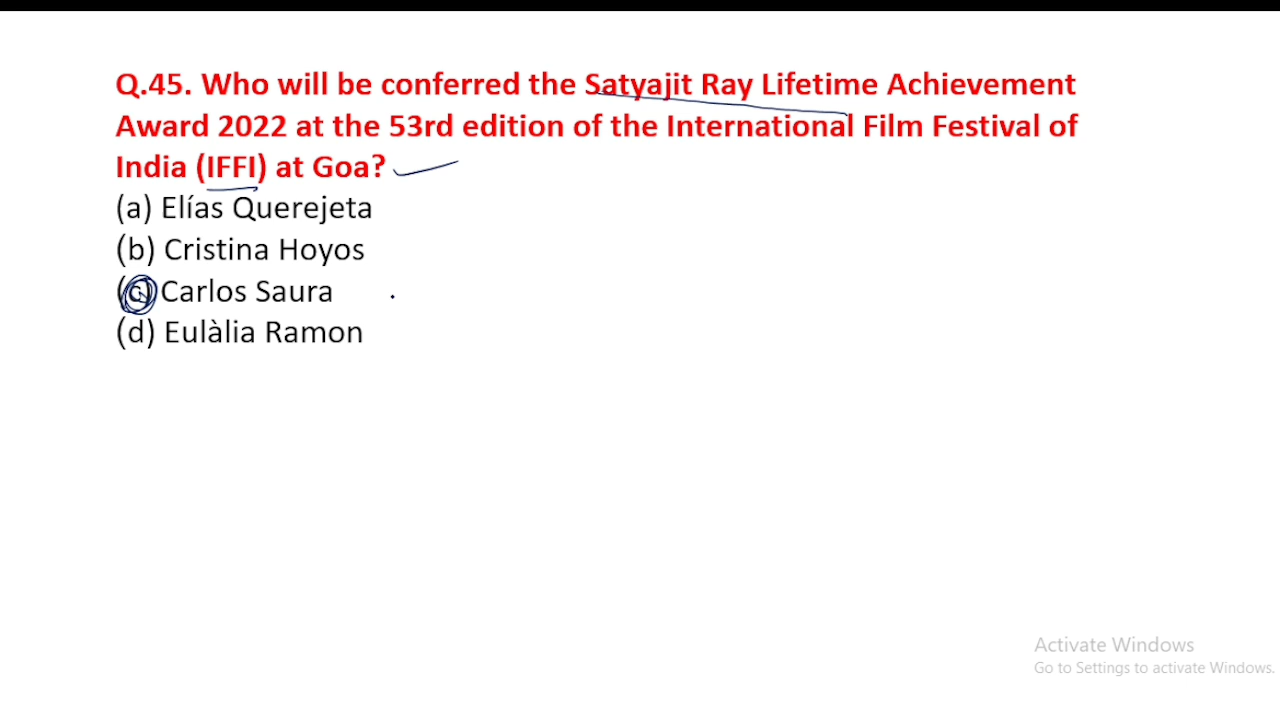 Q.45. Who will be conferred the Satyajit Ray Lifetime Achievement
Award 2022 at the 53rd edition of the International Film Festival of
India (IFFI) at Goa?
(a) Elías Querejeta
(b) Cristina Hoyos
(c) Carlos Saura
(d) Eulàlia Ramon
Activate Windows
Go to Settings to activate Windows.